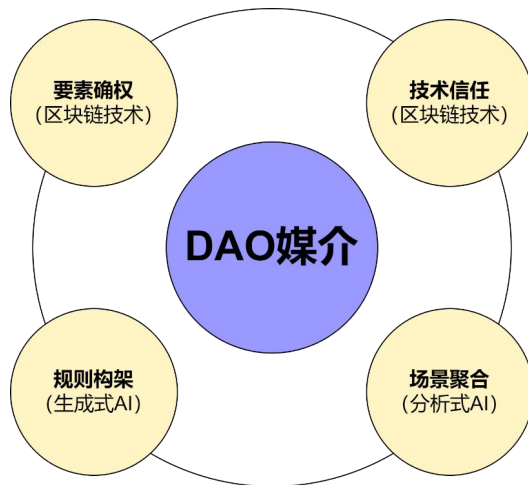 要素确权
(区块链技术)
技术信任
(区块链技术)
DAO媒介
规则构架
(生成式AI)
场景聚合
(分析式AI)